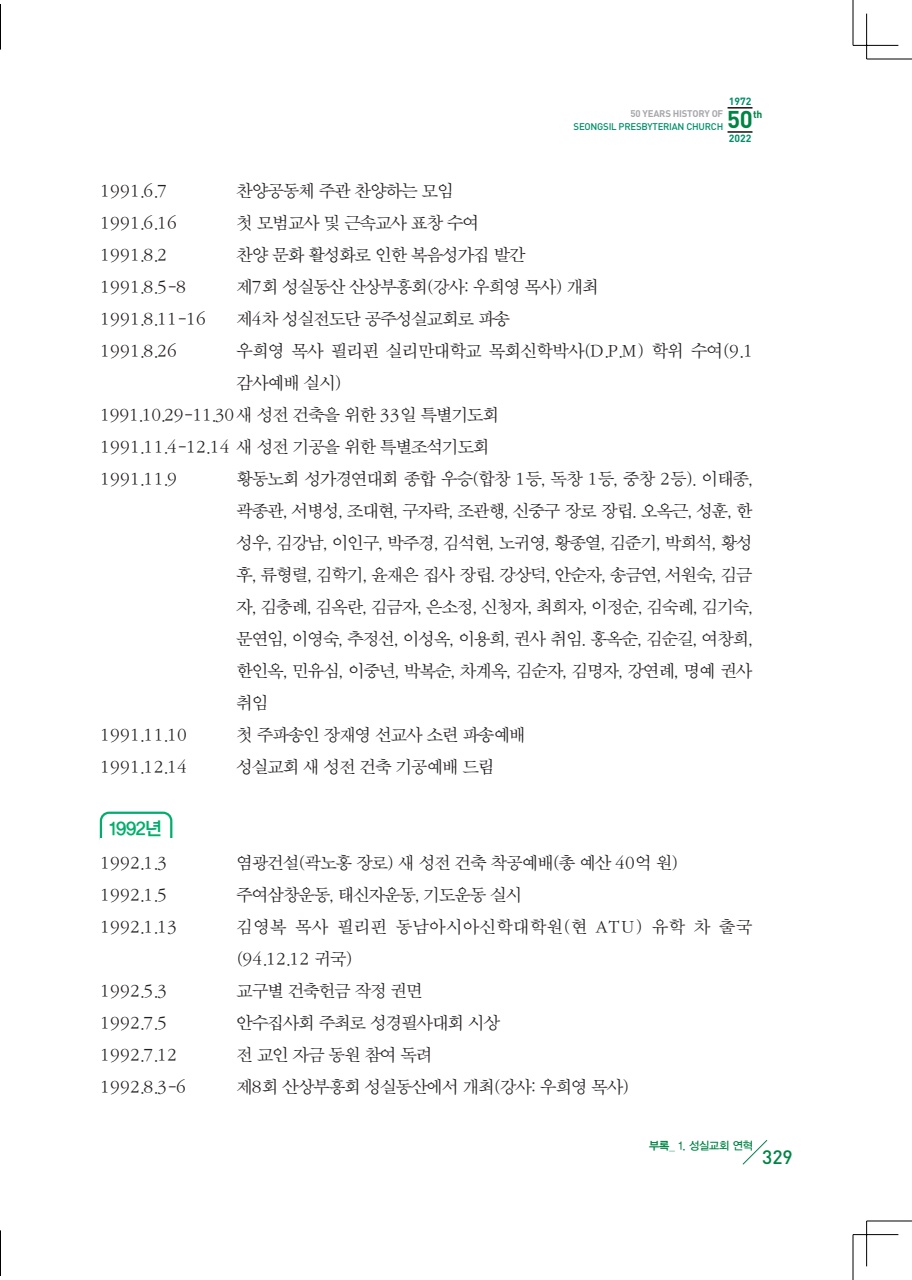 1972
50 YEARS HISTORY OF
SEONGSIL PRESBYTERIAN CHURCH
50th
2022
1991.6.7 찬양공동체 주관 찬양하는 모임
1991.6.16 첫 모범교사 및 근속교사 표창 수여
1991.8.2 찬양 문화 활성화로 인한 복음성가집 발간
1991.8.5-8 제7회 성실동산 산상부흥회(강사: 우희영 목사) 개최
1991.8.11-16 제4차 성실전도단 공주성실교회로 파송
1991.8.26 우희영 목사 필리핀 실리만대학교 목회신학박사(D.P.M) 학위 수여(9.1
감사예배 실시)
1991.10.29-11.30 새 성전 건축을 위한 33일 특별기도회
1991.11.4-12.14 새 성전 기공을 위한 특별조석기도회
1991.11.9 황동노회 성가경연대회 종합 우승(합창 1등, 독창 1등, 중창 2등). 이태종,
곽종관, 서병성, 조대현, 구자락, 조관행, 신중구 장로 장립. 오옥근, 성훈, 한
성우, 김강남, 이인구, 박주경, 김석현, 노귀영, 황종열, 김준기, 박희석, 황성
후, 류형렬, 김학기, 윤재은 집사 장립. 강상덕, 안순자, 송금연, 서원숙, 김금
자, 김충례, 김옥란, 김금자, 은소정, 신청자, 최희자, 이정순, 김숙례, 김기숙,
문연임, 이영숙, 추정선, 이성옥, 이용희, 권사 취임. 홍옥순, 김순길, 여창희,
한인옥, 민유심, 이중년, 박복순, 차계옥, 김순자, 김명자, 강연례, 명예 권사
취임
1991.11.10 첫 주파송인 장재영 선교사 소련 파송예배
1991.12.14 성실교회 새 성전 건축 기공예배 드림
1992년
1992.1.3 염광건설(곽노홍 장로) 새 성전 건축 착공예배(총 예산 40억 원)
1992.1.5 주여삼창운동, 태신자운동, 기도운동 실시
1992.1.13 김영복 목사 필리핀 동남아시아신학대학원(현 ATU) 유학 차 출국
(94.12.12 귀국)
1992.5.3 교구별 건축헌금 작정 권면
1992.7.5 안수집사회 주최로 성경필사대회 시상
1992.7.12 전 교인 자금 동원 참여 독려
1992.8.3-6 제8회 산상부흥회 성실동산에서 개최(강사: 우희영 목사)
부록_ 1. 성실교회 연혁
329